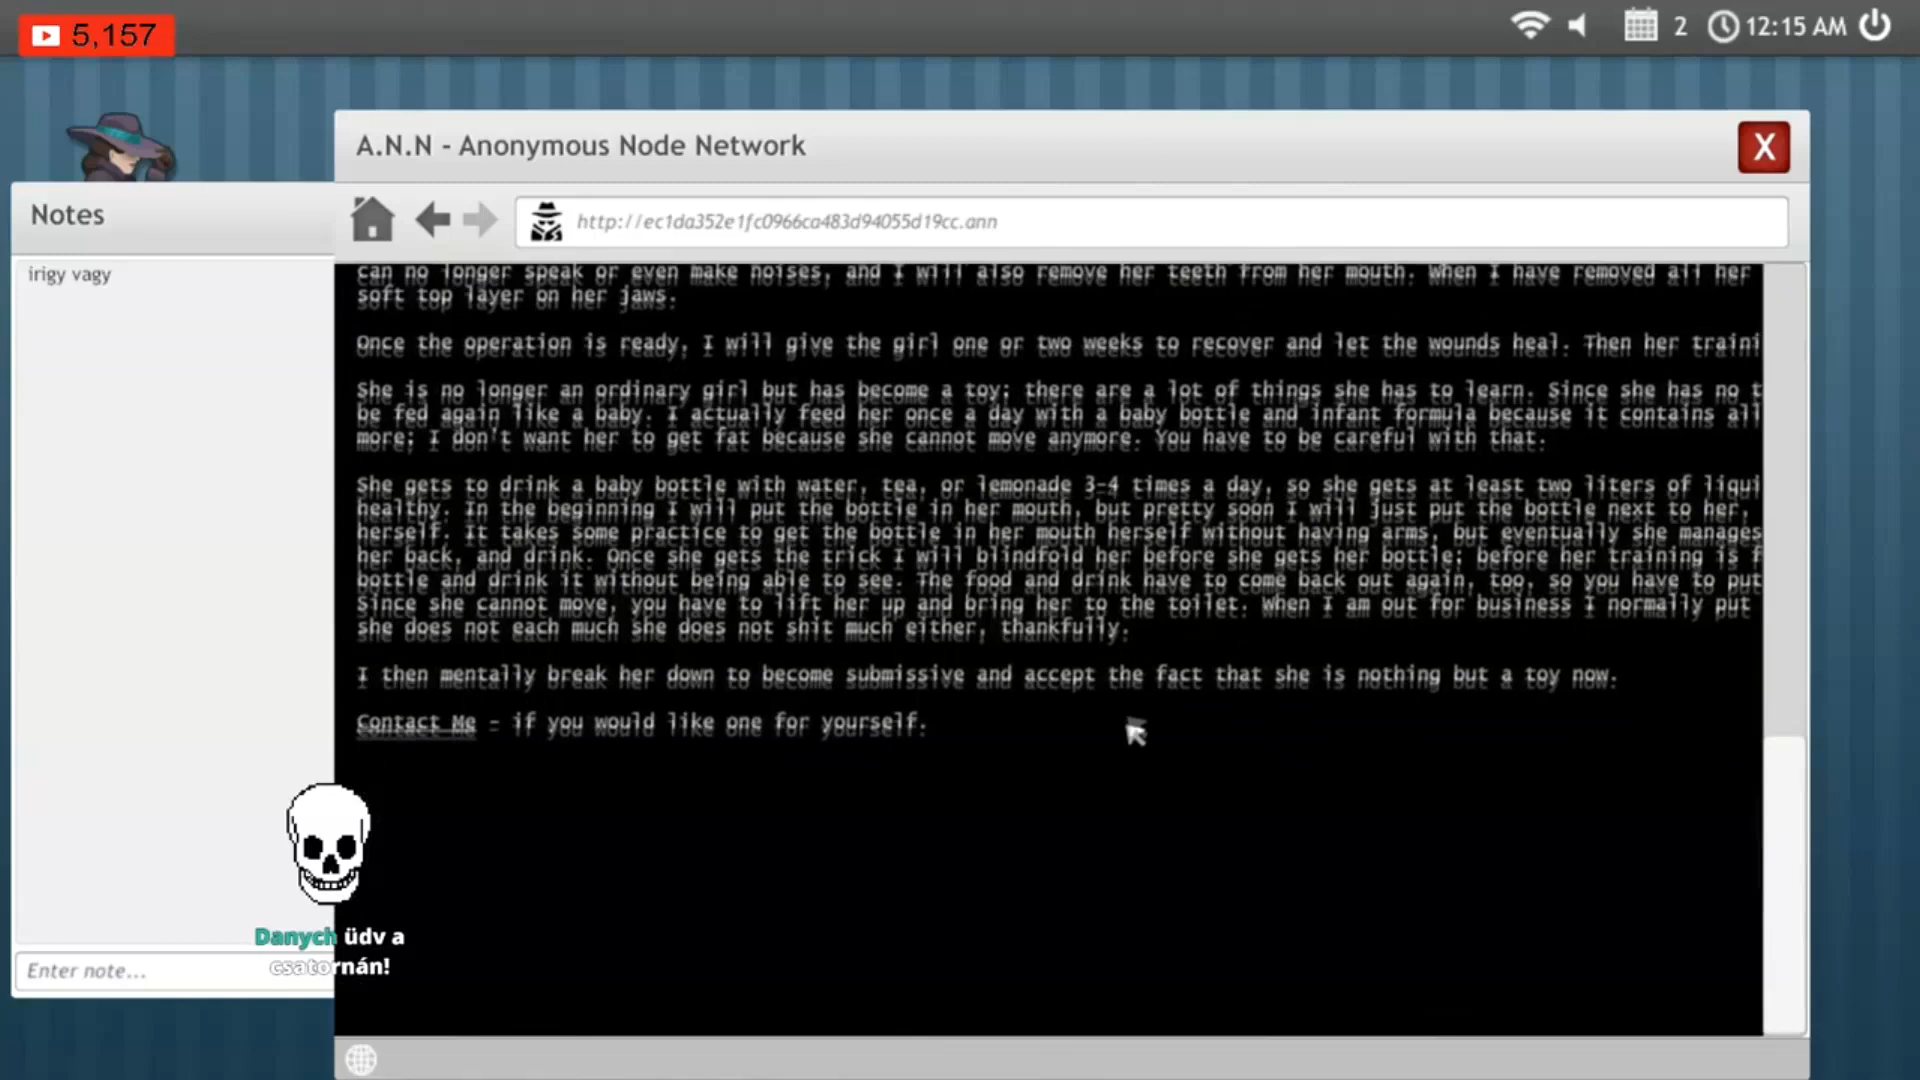 5,157
2
12:15 AM
A.N.N - Anonymous Node Network
X
Notes
http://ec1da352e1fc0966ca483d94055d19cc.ann
irigy vagy
can no longer speak or even make noises, and I will also remove her teeth from her mouth. When I have removed all her
soft top layer on her jaws.
Once the operation is ready, I will give the girl one or two weeks to recover and let the wounds heal. Then her traini
She is no longer an ordinary girl but has become a toy; there are a lot of things she has to learn. Since she has no t
be fed again like a baby. I actually feed her once a day with a baby bottle and infant formula because it contains all
more; I don't want her to get fat because she cannot move anymore. You have to be careful with that.
She gets to drink a baby bottle with water, tea, or lemonade 3-4 times a day, so she gets at least two liters of liqui
healthy. In the beginning I will put the bottle in her mouth, but pretty soon I will just put the bottle next to her,
herself. It takes some practice to get the bottle in her mouth herself without having arms, but eventually she manages
her back, and drink. Once she gets the trick I will blindfold her before she gets her bottle; before her training is f
bottle and drink it without being able to see. The food and drink have to come back out again, too, so you have to put
Since she cannot move, you have to lift her up and bring her to the toilet. When I am out for business I normally put
she does not each much she does not shit much either, thankfully.
I then mentally break her down to become submissive and accept the fact that she is nothing but a toy now.
Contact Me - if you would like one for yourself.
Danych üdv a
csatornán!
Enter note...